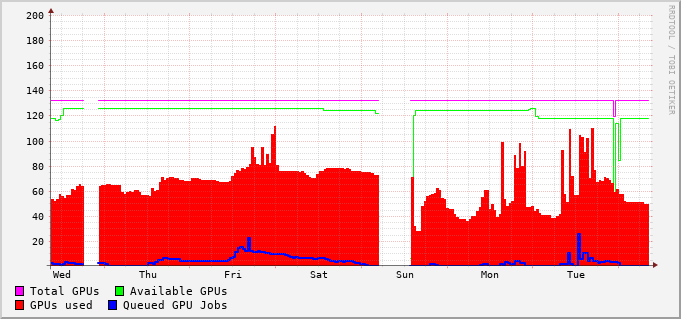 200
180
160
140
120
100
80
60
40
20
Wed Thu Fri Sat Sun Mon Tue
Total GPUs Available GPUs
GPUs used Queued GPU Jobs
RRDTOOL / TOBI OETIKER